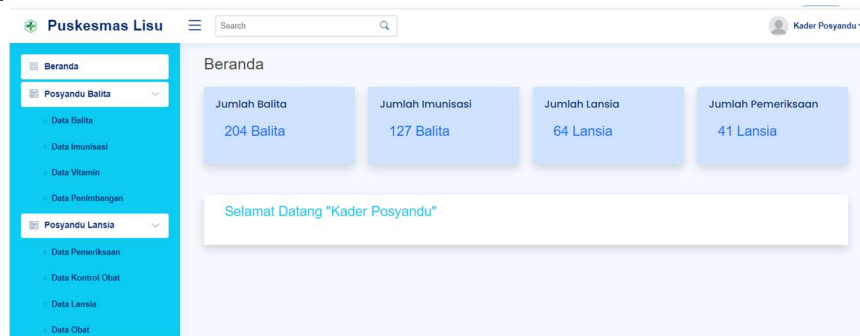 Puskesmas Lisu
Search
Kader Posyandu
Beranda
Posyandu Balita
Data Balita
Data Imunisasi
Data Vitamin
Data Penimbangan
Posyandu Lansia
Data Pemeriksaan
Data Kontrol Obat
Data Lansia
Data Obat
Beranda
Jumlah Balita
204 Balita
Jumlah Imunisasi
127 Balita
Jumlah Lansia
64 Lansia
Jumlah Pemeriksaan
41 Lansia
Selamat Datang "Kader Posyandu"